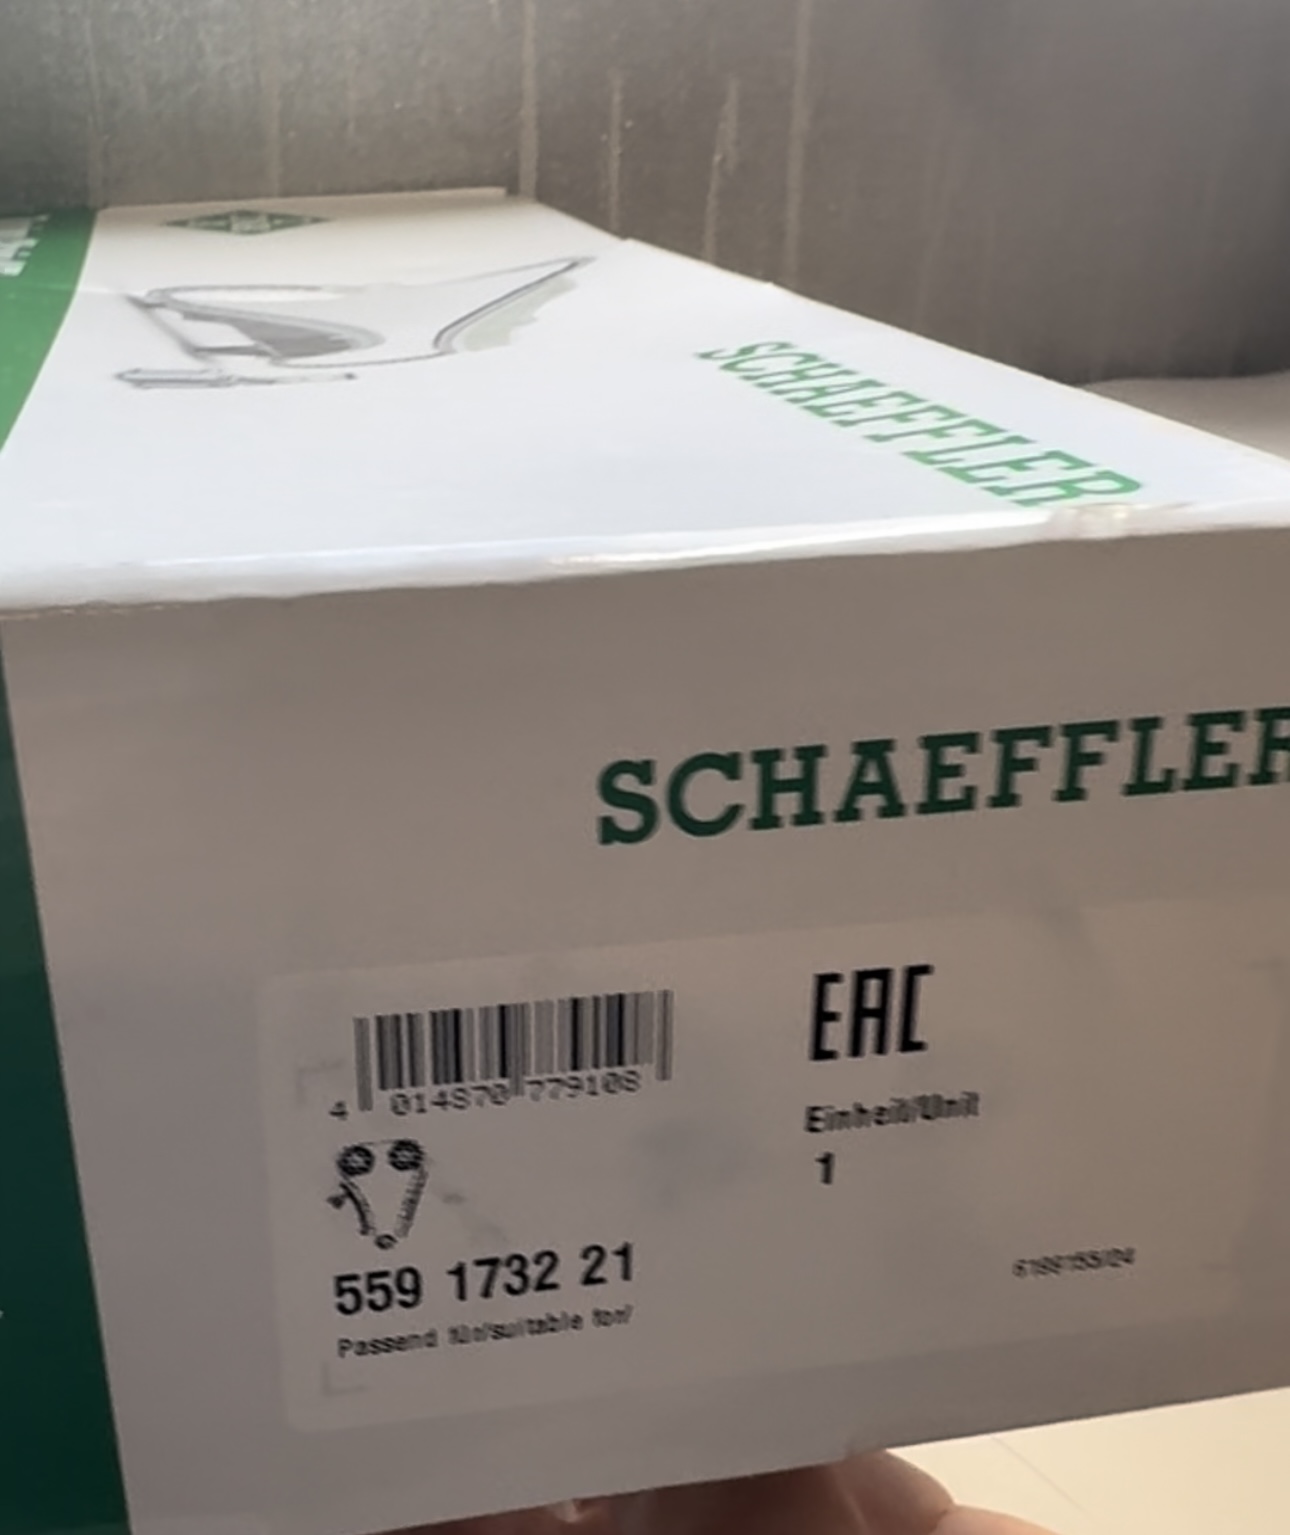 SCHAEFFLER
SCHAEFFLER
EAC
4 014870 779108
Einheit/Unit
1
559 1732 21
Passend für/suitable for/